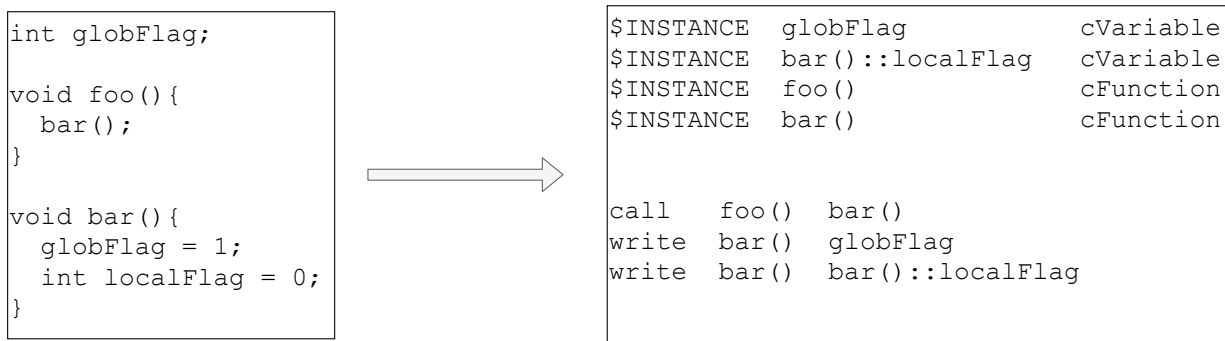 int globFlag;
void foo(){
bar();
}
void bar(){
globFlag = 1;
int localFlag = 0;
}
$INSTANCE globFlag cVariable
$INSTANCE bar()::localFlag cVariable
$INSTANCE foo() cFunction
$INSTANCE bar() cFunction
call foo() bar()
write bar() globFlag
write bar() bar()::localFlag